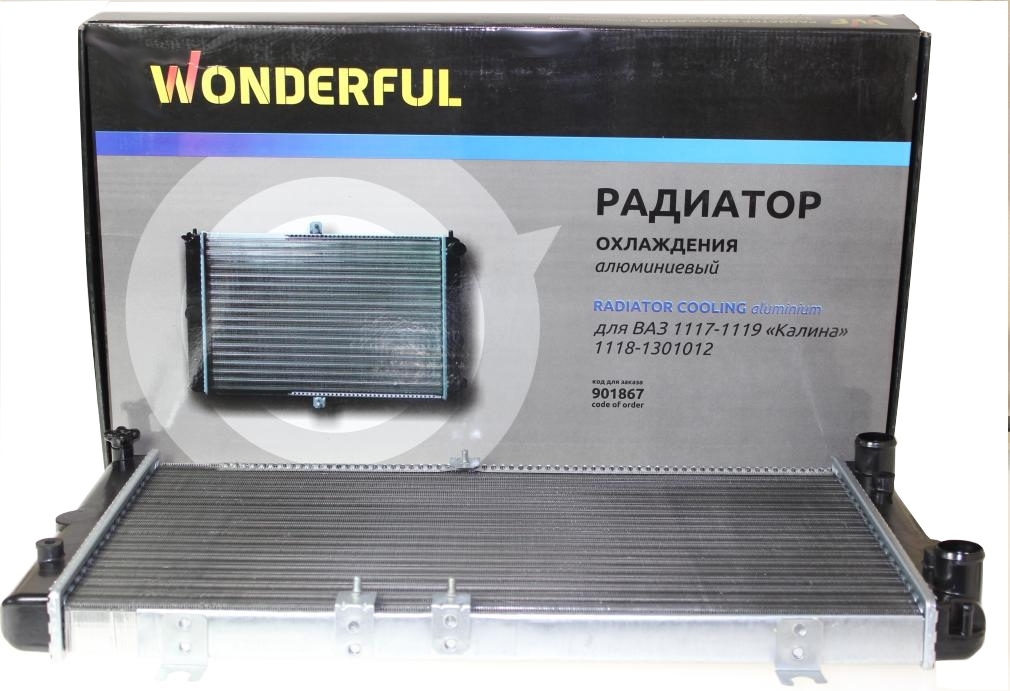 WONDERFUL
РАДИАТОР
ОХЛАЖДЕНИЯ
алюминиевый
RADIATOR COOLING aluminium
для ВАЗ 1117-1119 «Калина»
1118-1301012
код для заказа
901867
code of order